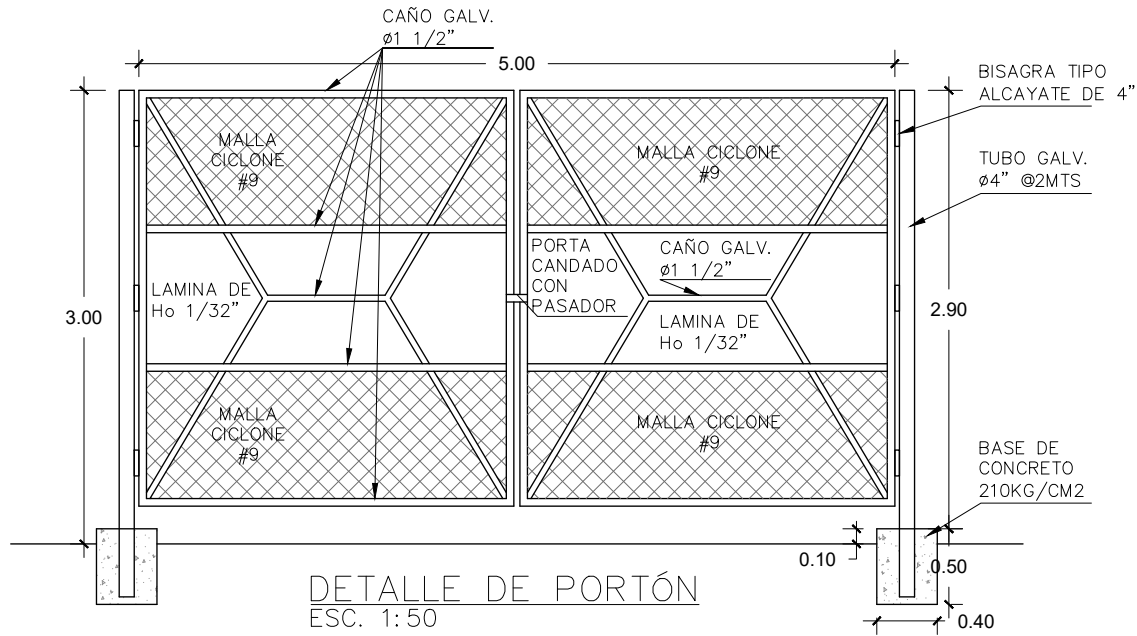 CAÑO GALV.
ø1 1/2"
5.00
BISAGRA TIPO
ALCAYATE DE 4"
MALLA
CICLONE
#9
MALLA CICLONE
#9
TUBO GALV.
ø4" @2MTS
PORTA
CANDADO
CON
PASADOR
CAÑO GALV.
ø1 1/2"
LAMINA DE
Ho 1/32"
3.00
LAMINA DE
Ho 1/32"
2.90
MALLA
CICLONE
#9
MALLA CICLONE
#9
BASE DE
CONCRETO
210KG/CM2
0.10
0.50
0.40
DETALLE DE PORTÓN
ESC. 1:50